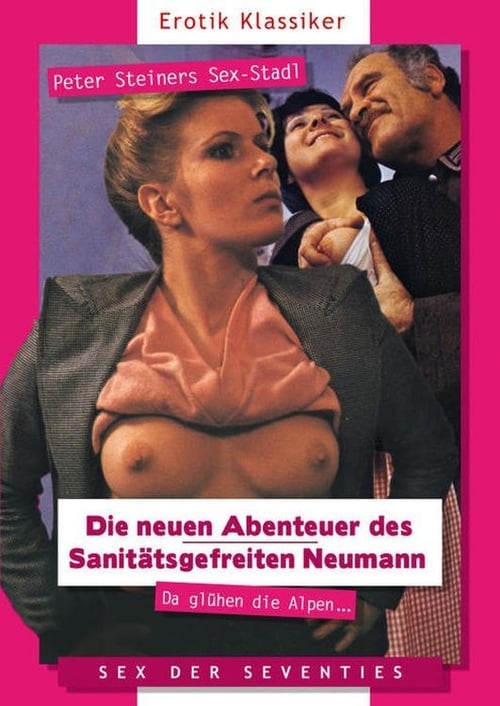 Erotik Klassiker
Peter Steiners Sex-Stadl
Die neuen Abenteuer des
Sanitätsgefreiten Neumann
Da glühen die Alpen...
SEX DER SEVENTIES